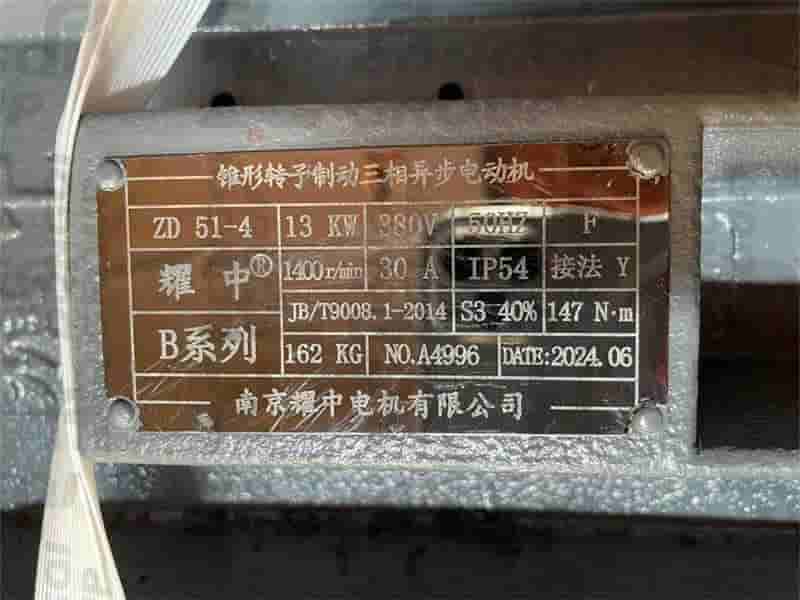 锥形转子制动三相异步电动机
ZD 51-4 13 KW 380V 50HZ F
耀中® 1400r/min 30 A IP54 接法 Y
JB/T9008.1-2014 S3 40% 147 N·m
B系列 162 KG NO.A4996 DATE:2024.06
南京耀中电机有限公司